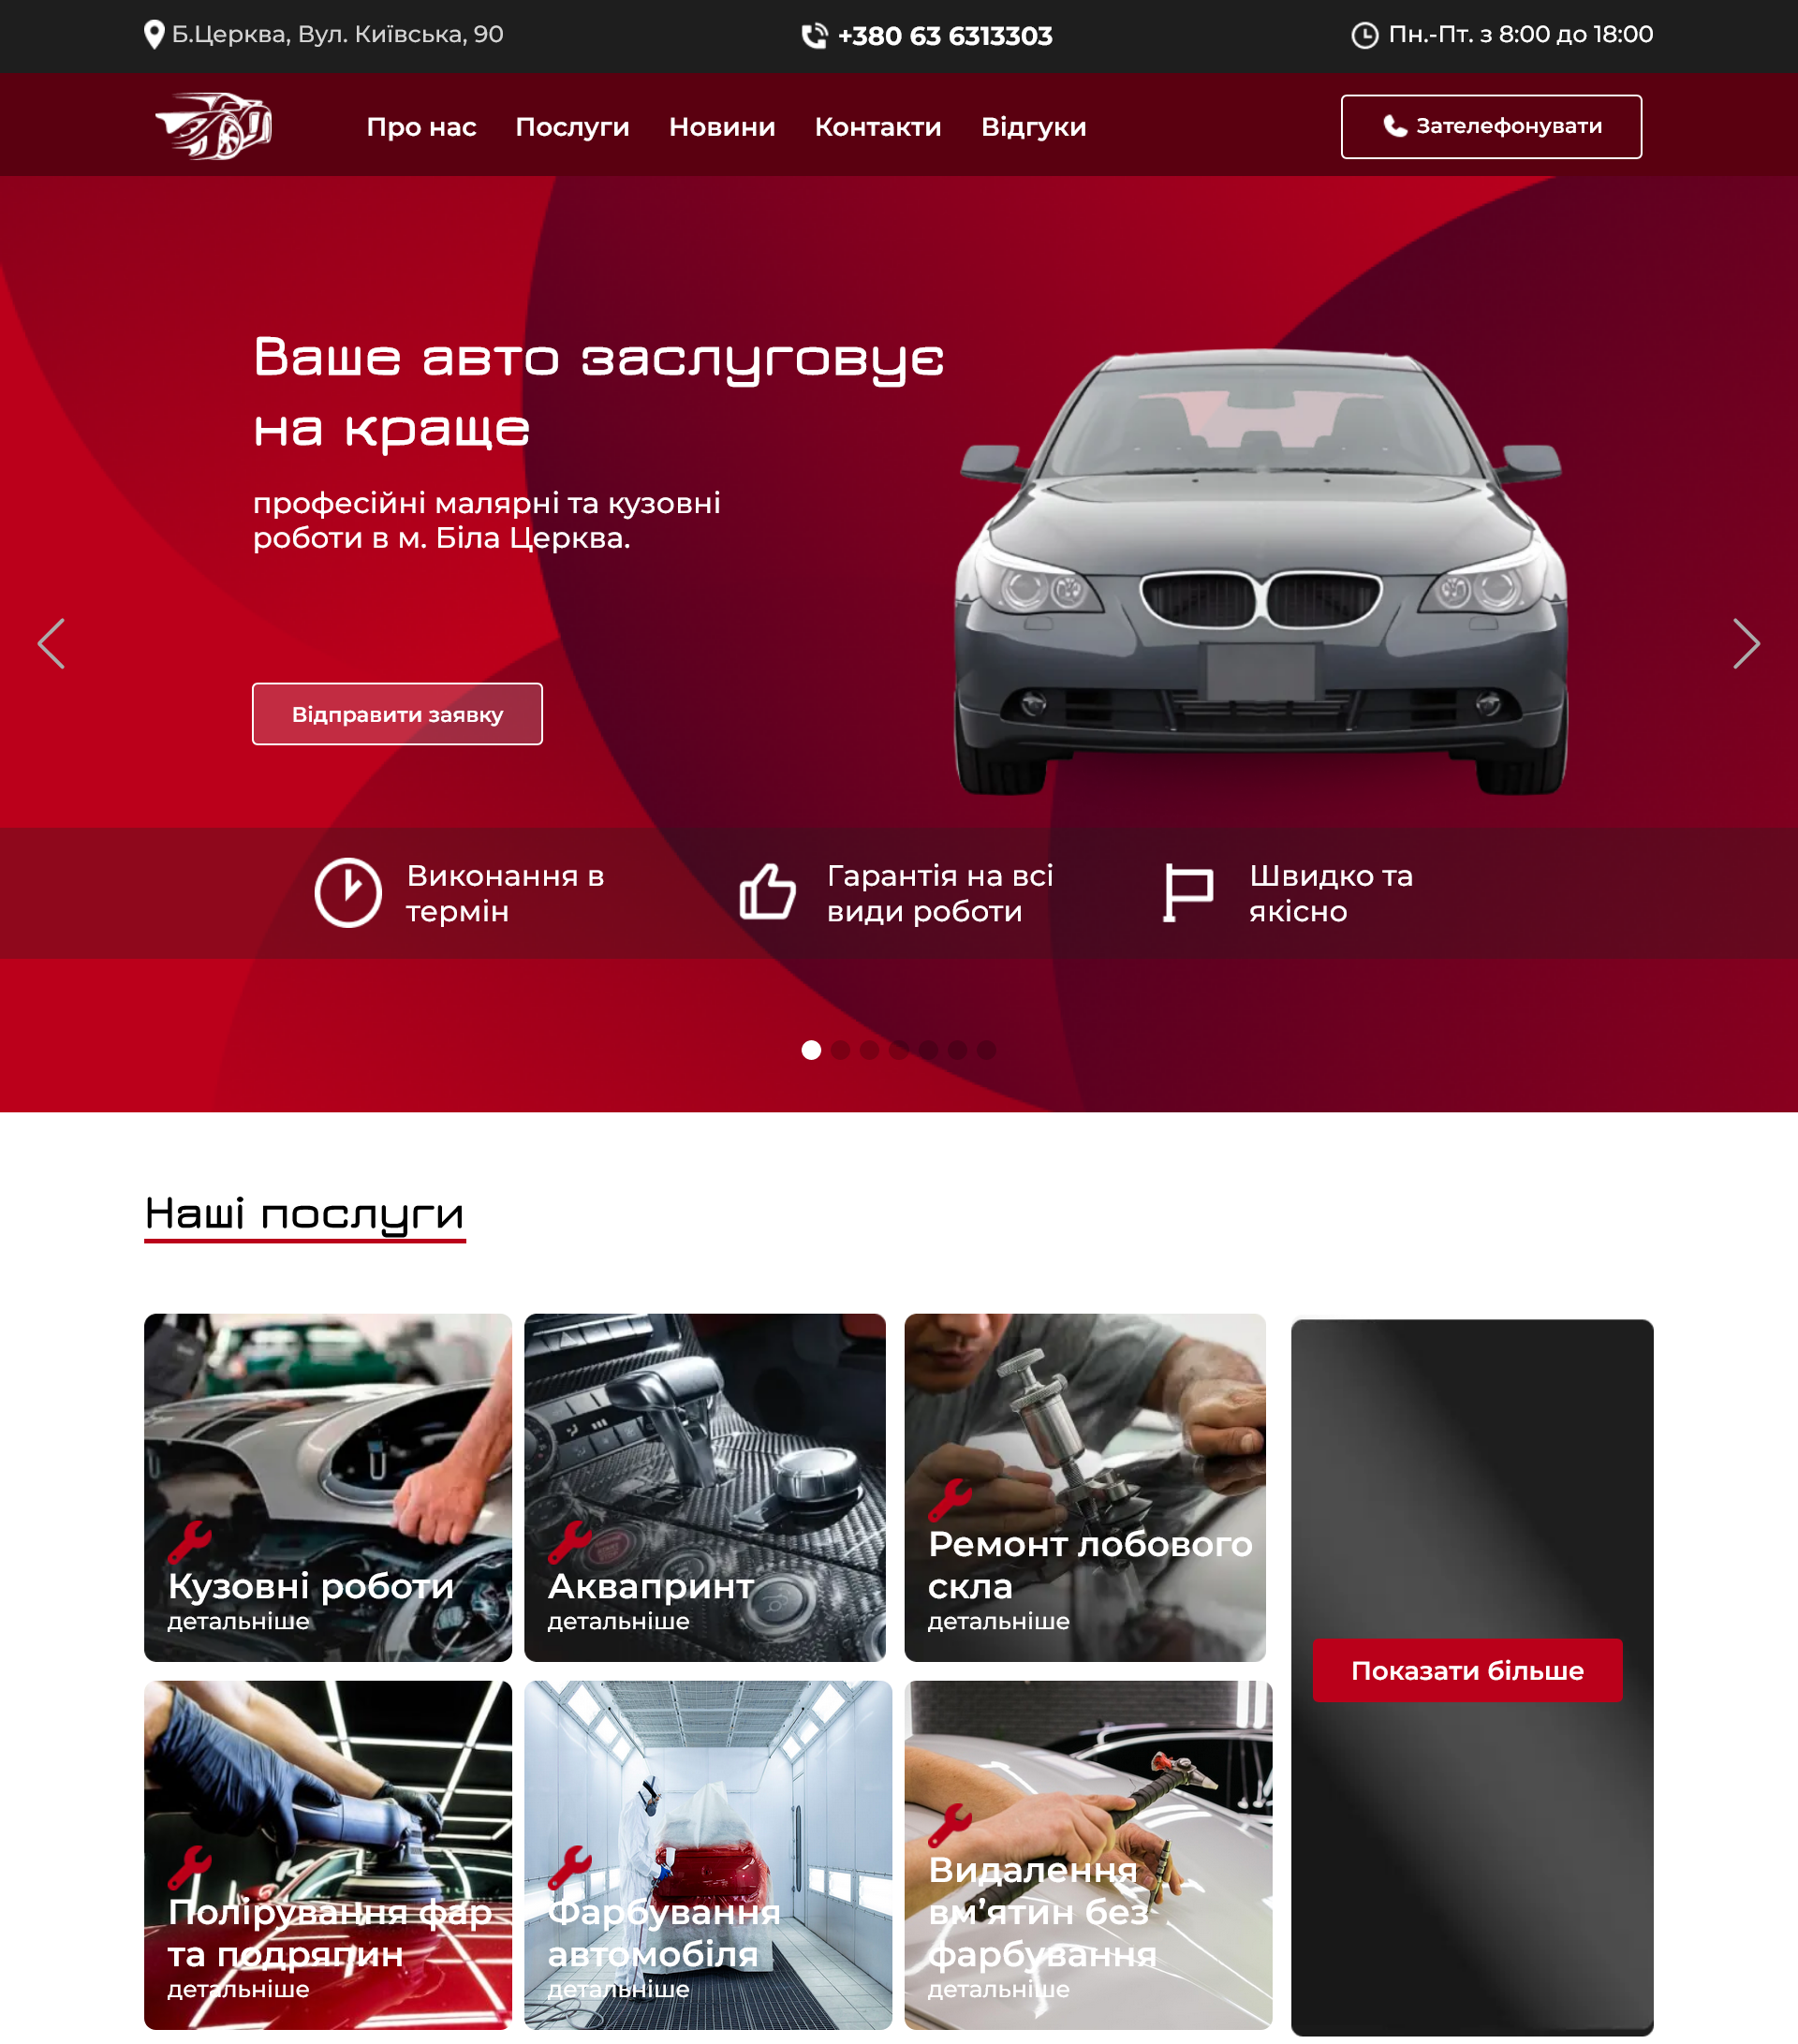 Б.Церква, Вул. Київська, 90
+380 63 6313303
Пн.-Пт. з 8:00 до 18:00
Про нас
Послуги
Новини
Контакти
Відгуки
Зателефонувати
Ваше авто заслуговує
на краще
професійні малярні та кузовні
роботи в м. Біла Церква.
Відправити заявку
Виконання в
термін
Гарантія на всі
види роботи
Швидко та
якісно
Наші послуги
Кузовні роботи
детальніше
Аквапринт
детальніше
Ремонт лобового
скла
детальніше
Показати більше
Полірування фар
та подряпин
детальніше
Фарбування
автомобіля
детальніше
Видалення
вм'ятин без
фарбування
детальніше